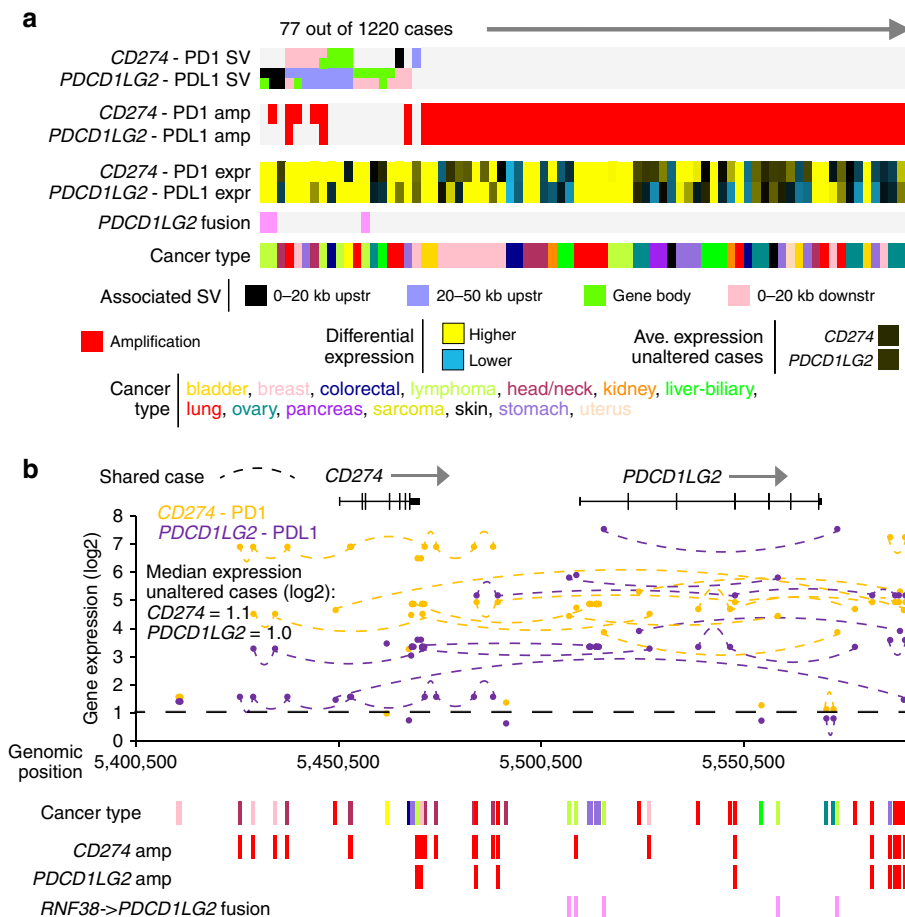 a
77 out of 1220 cases
CD274 - PD1 SV
PDCD1LG2 - PDL1 SV
CD274 - PD1 amp
PDCD1LG2 - PDL1 amp
CD274 - PD1 expr
PDCD1LG2 - PDL1 expr
PDCD1LG2 fusion
Cancer type
Associated SV
0–20 kb upstr
20–50 kb upstr
Gene body
0–20 kb downstr
Amplification
Differential expression
Higher
Lower
Ave. expression unaltered cases
CD274
PDCD1LG2
Cancer type
bladder, breast, colorectal, lymphoma, head/neck, kidney, liver-biliary,
lung, ovary, pancreas, sarcoma, skin, stomach, uterus
b
Shared case
CD274
PDCD1LG2
CD274 - PD1
PDCD1LG2 - PDL1
Median expression
unaltered cases (log2):
CD274 = 1.1
PDCD1LG2 = 1.0
Gene expression (log2)
8
7
6
5
4
3
2
1
0
Genomic position
5,400,500
5,450,500
5,500,500
5,550,500
Cancer type
CD274 amp
PDCD1LG2 amp
RNF38->PDCD1LG2 fusion